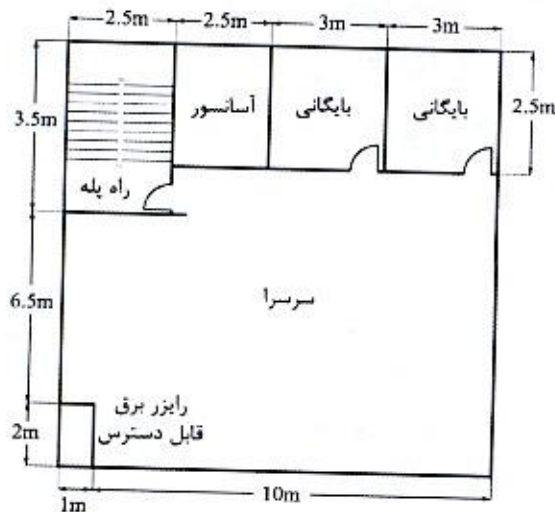 2.5m
2.5m
3m
3m
3.5m
آسانسور
بایگانی
بایگانی
2.5m
راه پله
6.5m
سرسرا
رایزر برق
قابل دسترس
2m
1m
10m